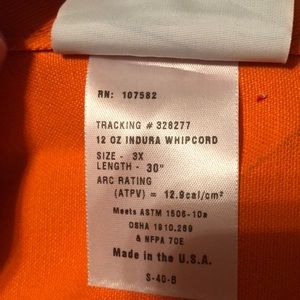 RN: 107582
TRACKING # 328277
12 OZ INDURA WHIPCORD
SIZE - 3X
LENGTH - 30"
ARC RATING
(ATPV) = 12.9cal/cm²
Meets ASTM 1506-10a
OSHA 1910.269
& NFPA 70E
Made in the U.S.A.
S-40-B